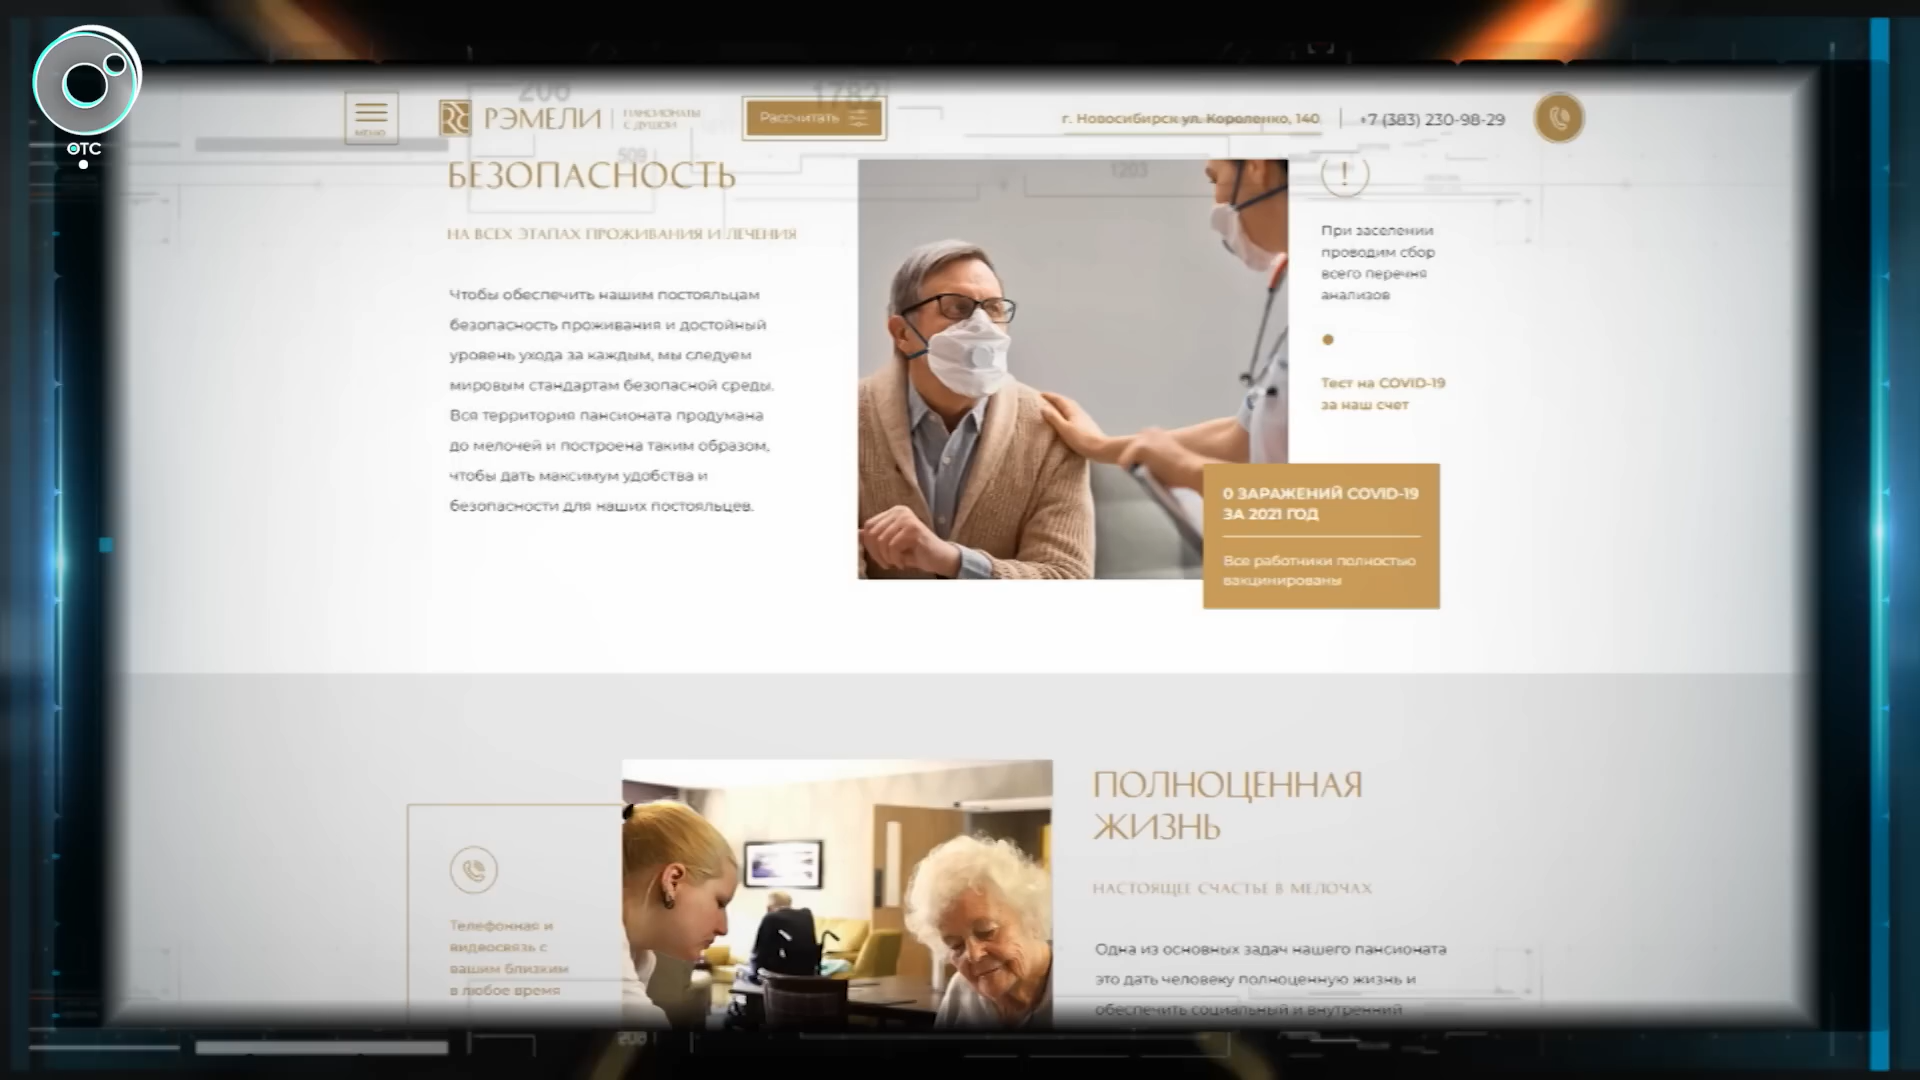 ОТС
МЕНЮ
РЭМЕЛИ
ПАНСИОНАТЫ
С ДУШОЙ
Рассчитать
г. Новосибирск ул. Короленко, 140
+7 (383) 230-98-29
206
1782
509
1203
БЕЗОПАСНОСТЬ
НА ВСЕХ ЭТАПАХ ПРОЖИВАНИЯ И ЛЕЧЕНИЯ
Чтобы обеспечить нашим постояльцам
безопасность проживания и достойный
уровень ухода за каждым, мы следуем
мировым стандартам безопасной среды.
Вся территория пансионата продумана
до мелочей и построена таким образом,
чтобы дать максимум удобства и
безопасности для наших постояльцев.
!
При заселении
проводим сбор
всего перечня
анализов
Тест на COVID-19
за наш счет
0 ЗАРАЖЕНИЙ COVID-19
ЗА 2021 ГОД
Все работники полностью
вакцинированы
Телефонная и
видеосвязь с
вашим близким
в любое время
ПОЛНОЦЕННАЯ
ЖИЗНЬ
НАСТОЯЩЕЕ СЧАСТЬЕ В МЕЛОЧАХ
Одна из основных задач нашего пансионата
это дать человеку полноценную жизнь и
обеспечить социальный и внутренний